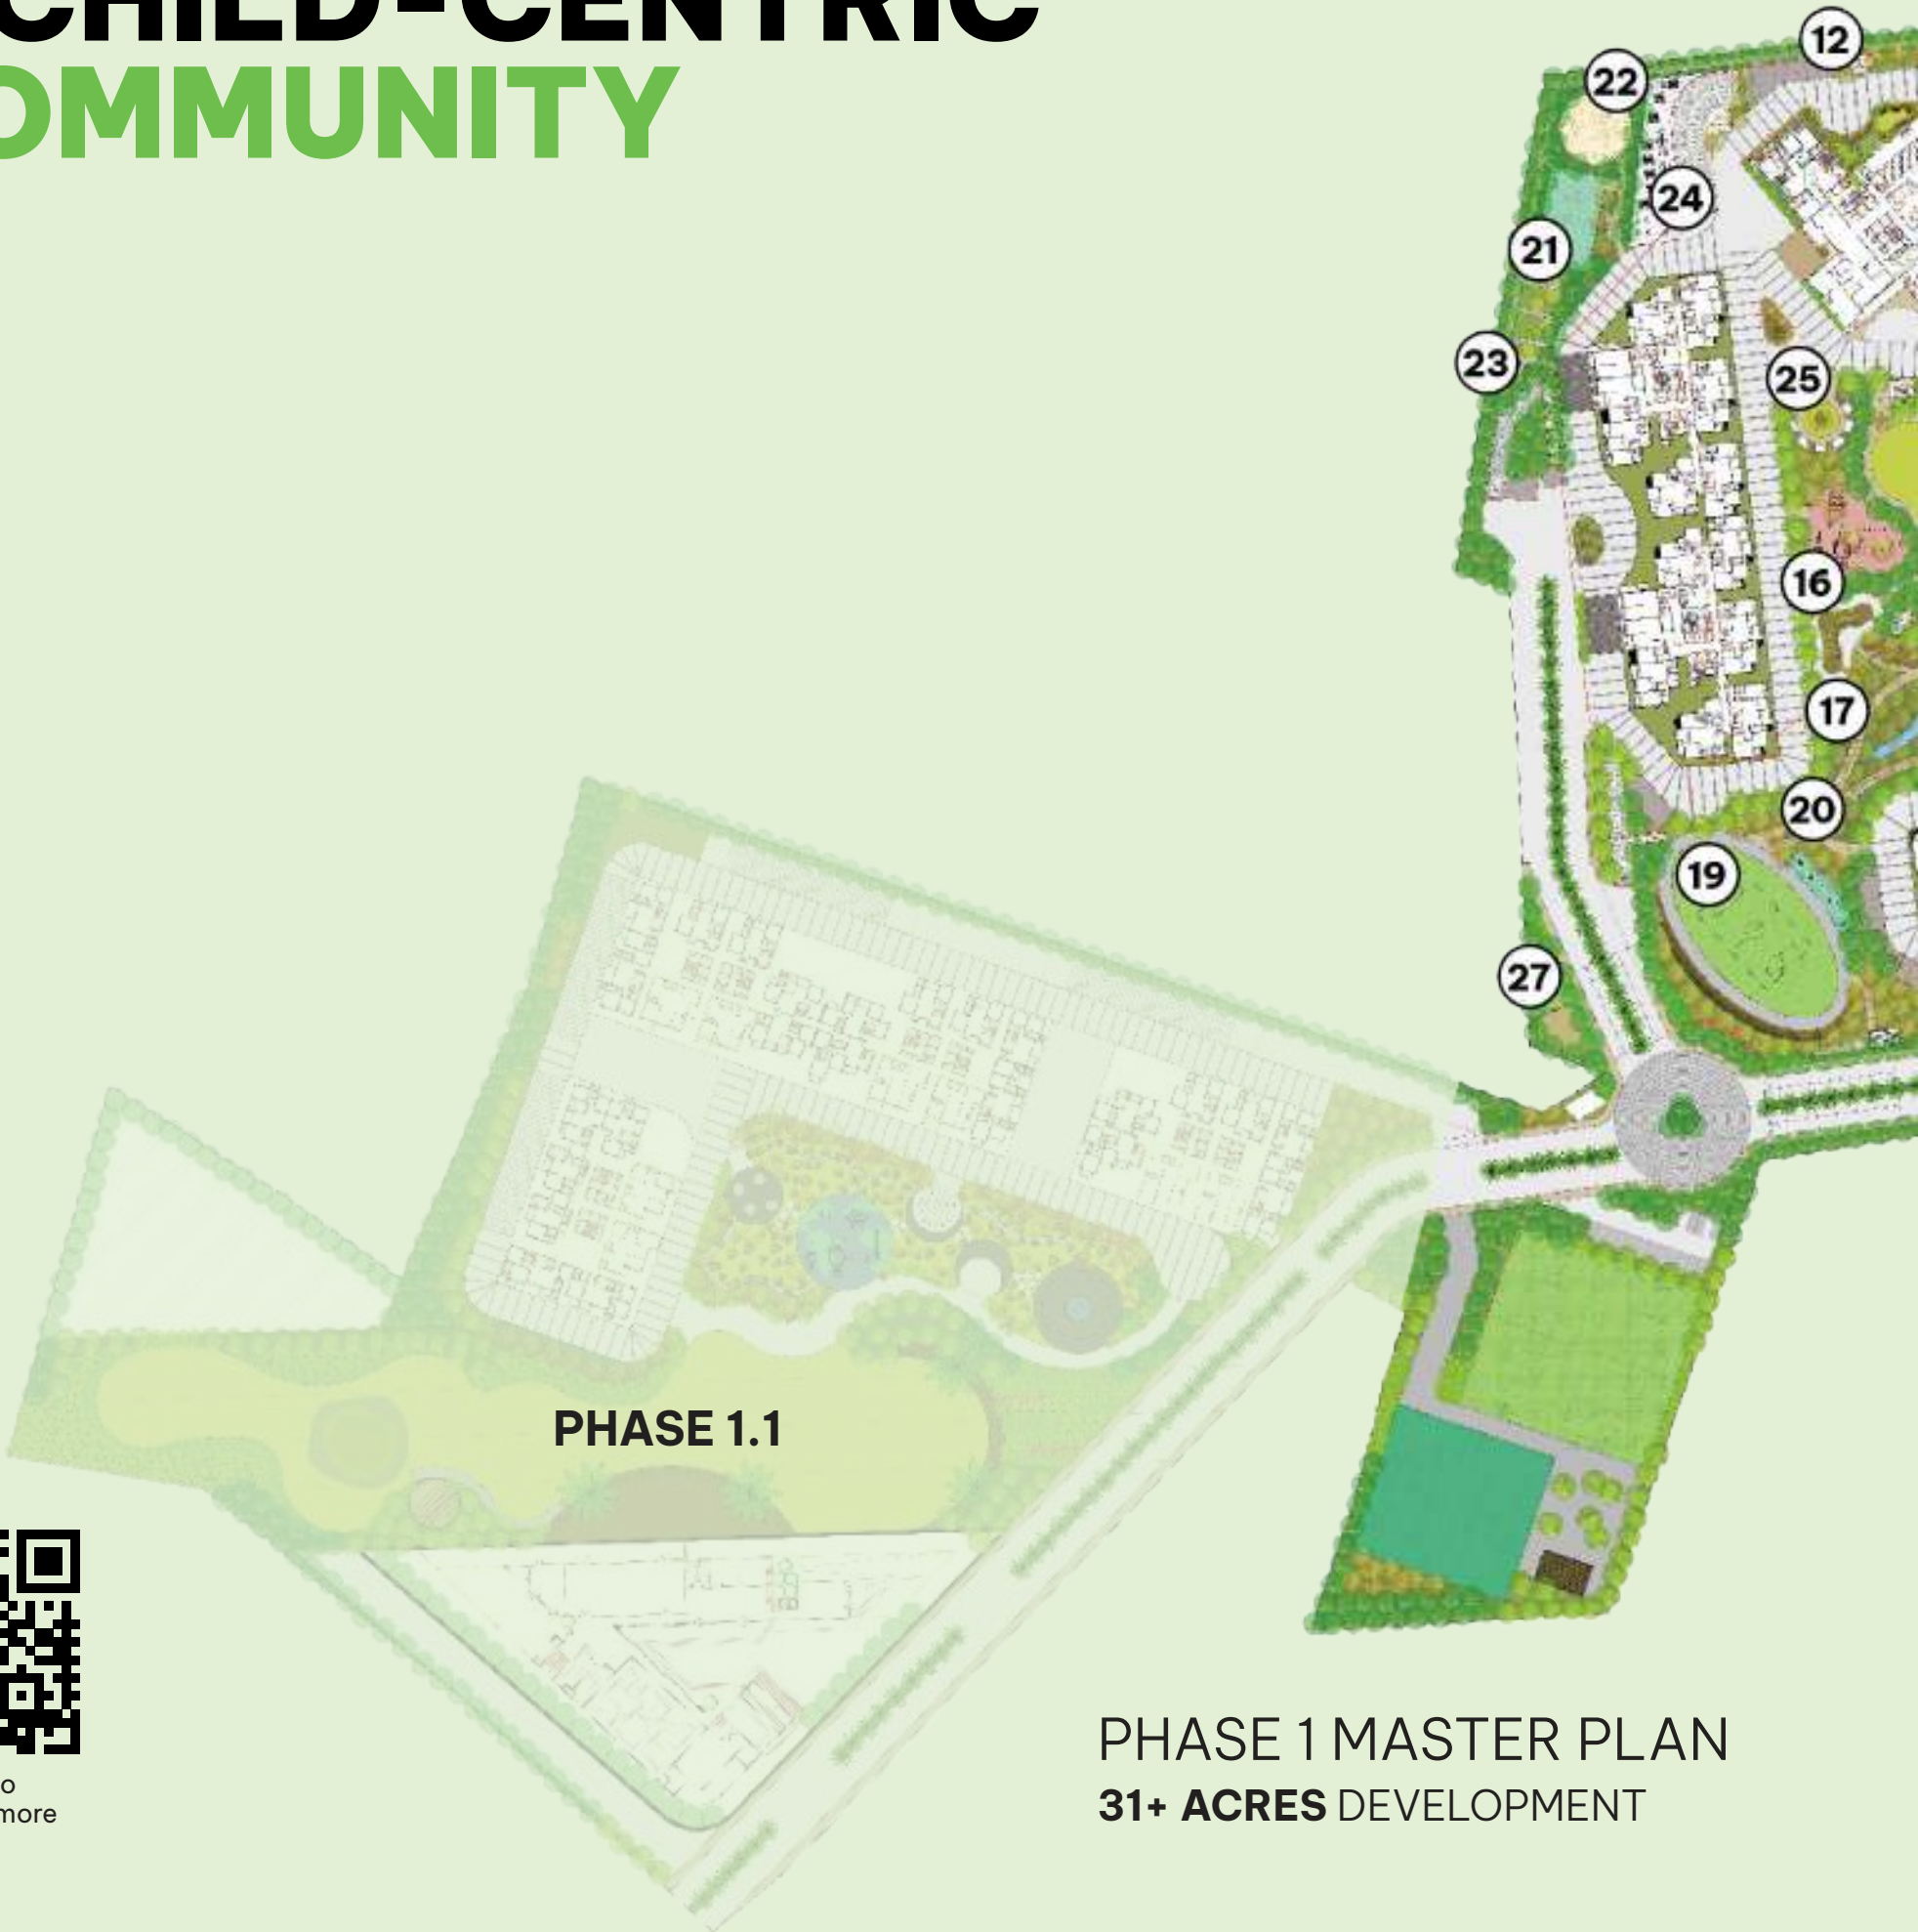 CHILD-CENTRIC
OMMUNITY
12
22
24
21
23
25
16
17
20
19
27
PHASE 1.1
o
more
PHASE 1 MASTER PLAN
31+ ACRES DEVELOPMENT